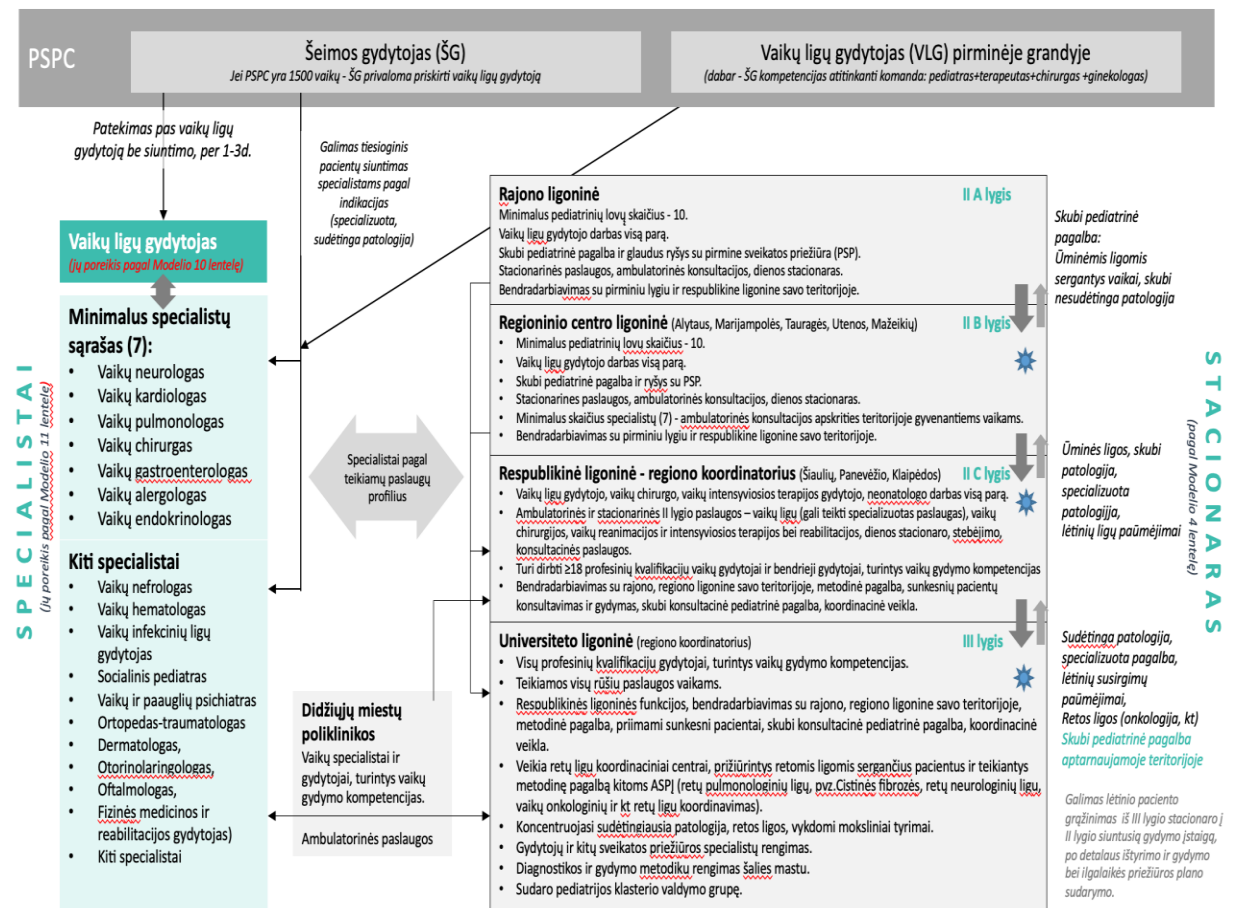 PSPC
Šeimos gydytojas (ŠG)
Jei PSPC yra 1500 vaikų - ŠG privaloma priskirti vaikų ligų gydytoją
Vaikų ligų gydytojas (VLG) pirminėje grandyje
(dabar - ŠG kompetencijas atitinkanti komanda: pediatras+terapeutas+chirurgas +ginekologas)
Patekimas pas vaikų ligų
gydytoją be siuntimo, per 1-3d.
Galimas tiesioginis
pacientų siuntimas
specialistams pagal
indikacijas
(specializuota,
sudėtinga patologija)
SPECIALISTAI
(jų poreikis pagal Modelio 11 lentelę)
Vaikų ligų gydytojas
(jų poreikis pagal Modelio 10 lentelę)
Minimalus specialistų
sąrašas (7):
• Vaikų neurologas
• Vaikų kardiologas
• Vaikų pulmonologas
• Vaikų chirurgas
• Vaikų gastroenterologas
• Vaikų alergologas
• Vaikų endokrinologas
Kiti specialistai
• Vaikų nefrologas
• Vaikų hematologas
• Vaikų infekcinių ligų
gydytojas
• Socialinis pediatras
• Vaikų ir paauglių psichiatras
• Ortopedas-traumatologas
• Dermatologas,
• Otorinolaringologas,
• Oftalmologas,
• Fizinės medicinos ir
reabilitacijos gydytojas)
• Kiti specialistai
Specialistai pagal
teikiamų paslaugų
profilius
Didžiųjų miestų
poliklinikos
Vaikų specialistai ir
gydytojai, turintys vaikų
gydymo kompetencijas.
Ambulatorinės paslaugos
Rajono ligoninė II A lygis
Minimalus pediatrinių lovų skaičius - 10.
Vaikų ligų gydytojo darbas visą parą.
Skubi pediatrinė pagalba ir glaudus ryšys su pirmine sveikatos priežiūra (PSP).
Stacionarinės paslaugos, ambulatorinės konsultacijos, dienos stacionaras.
Bendradarbiavimas su pirminiu lygiu ir respublikine ligonine savo teritorijoje.
Regioninio centro ligoninė (Alytaus, Marijampolės, Tauragės, Utenos, Mažeikių) II B lygis
• Minimalus pediatrinių lovų skaičius - 10.
• Vaikų ligų gydytojo darbas visą parą.
• Skubi pediatrinė pagalba ir ryšys su PSP.
• Stacionarines paslaugos, ambulatorinės konsultacijos, dienos stacionaras.
• Minimalus skaičius specialistų (7) - ambulatorinės konsultacijos apskrities teritorijoje gyvenantiems vaikams.
• Bendradarbiavimas su pirminiu lygiu ir respublikine ligonine savo teritorijoje.
Respublikinė ligoninė - regiono koordinatorius (Šiaulių, Panevėžio, Klaipėdos) II C lygis
• Vaikų ligų gydytojo, vaikų chirurgo, vaikų intensyviosios terapijos gydytojo, neonatologo darbas visą parą.
• Ambulatorinės ir stacionarinės II lygio paslaugos – vaikų ligų (gali teikti specializuotas paslaugas), vaikų
chirurgijos, vaikų reanimacijos ir intensyviosios terapijos bei reabilitacijos, dienos stacionaro, stebėjimo,
konsultacinės paslaugos.
• Turi dirbti ≥18 profesinių kvalifikacijų vaikų gydytojai ir bendrieji gydytojai, turintys vaikų gydymo kompetencijas
• Bendradarbiavimas su rajono, regiono ligonine savo teritorijoje, metodinė pagalba, sunkesnių pacientų
konsultavimas ir gydymas, skubi konsultacinė pediatrinė pagalba, koordinacinė veikla.
Universiteto ligoninė (regiono koordinatorius) III lygis
• Visų profesinių kvalifikacijų gydytojai, turintys vaikų gydymo kompetencijas.
• Teikiamos visų rūšių paslaugos vaikams.
• Respublikinės ligoninės funkcijos, bendradarbiavimas su rajono, regiono ligonine savo teritorijoje,
metodinė pagalba, priimami sunkesni pacientai, skubi konsultacinė pediatrinė pagalba, koordinacinė
veikla.
• Veikia retų ligų koordinaciniai centrai, prižiūrintys retomis ligomis sergančius pacientus ir teikiantys
metodinę pagalbą kitoms ASPĮ (retų pulmonologinių ligų, pvz.Cistinės fibrozės, retų neurologinių ligų,
vaikų onkologinių ir kt retų ligų koordinavimas).
• Koncentruojasi sudėtingiausia patologija, retos ligos, vykdomi moksliniai tyrimai.
• Gydytojų ir kitų sveikatos priežiūros specialistų rengimas.
• Diagnostikos ir gydymo metodikų rengimas šalies mastu.
• Sudaro pediatrijos klasterio valdymo grupę.
Skubi pediatrinė
pagalba:
Ūminėmis ligomis
sergantys vaikai, skubi
nesudėtinga patologija
Ūminės ligos, skubi
patologija,
specializuota
patologijja,
lėtinių ligų paūmėjimai
Sudėtinga patologija,
specializuota pagalba,
lėtinių susirgimų
paūmėjimai,
Retos ligos (onkologija, kt)
Skubi pediatrinė pagalba
aptarnaujamoje teritorijoje
Galimas lėtinio paciento
grąžinimas iš III lygio stacionaro į
II lygio siuntusią gydymo įstaigą,
po detalaus ištyrimo ir gydymo
bei ilgalaikės priežiūros plano
sudarymo.
STACIONARAS
(pagal Modelio 4 lentelę)